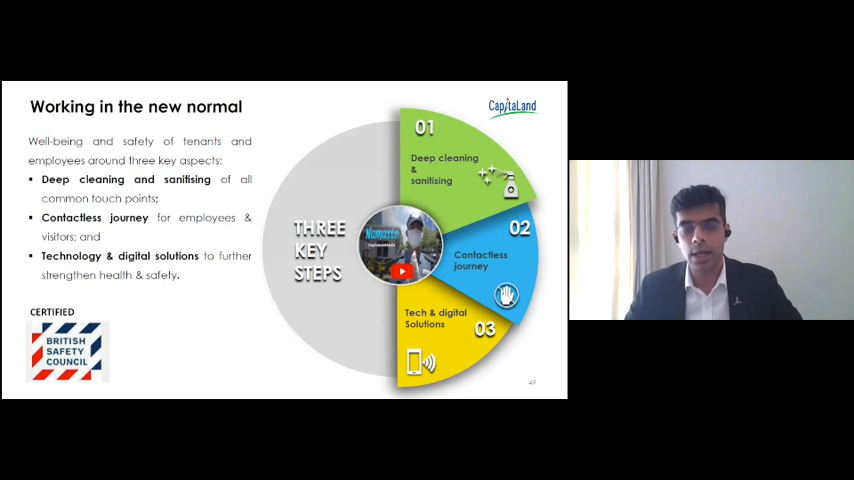 Working in the new normal
CapitaLand
Well-being and safety of tenants and
employees around three key aspects:
▪ Deep cleaning and sanitising of all
common touch points;
▪ Contactless journey for employees &
visitors; and
▪ Technology & digital solutions to further
strengthen health & safety.
CERTIFIED
BRITISH
SAFETY
COUNCIL
THREE
KEY
STEPS
Namaste
01
Deep cleaning
&
sanitising
02
Contactless
journey
Tech & digital
Solutions
03
49